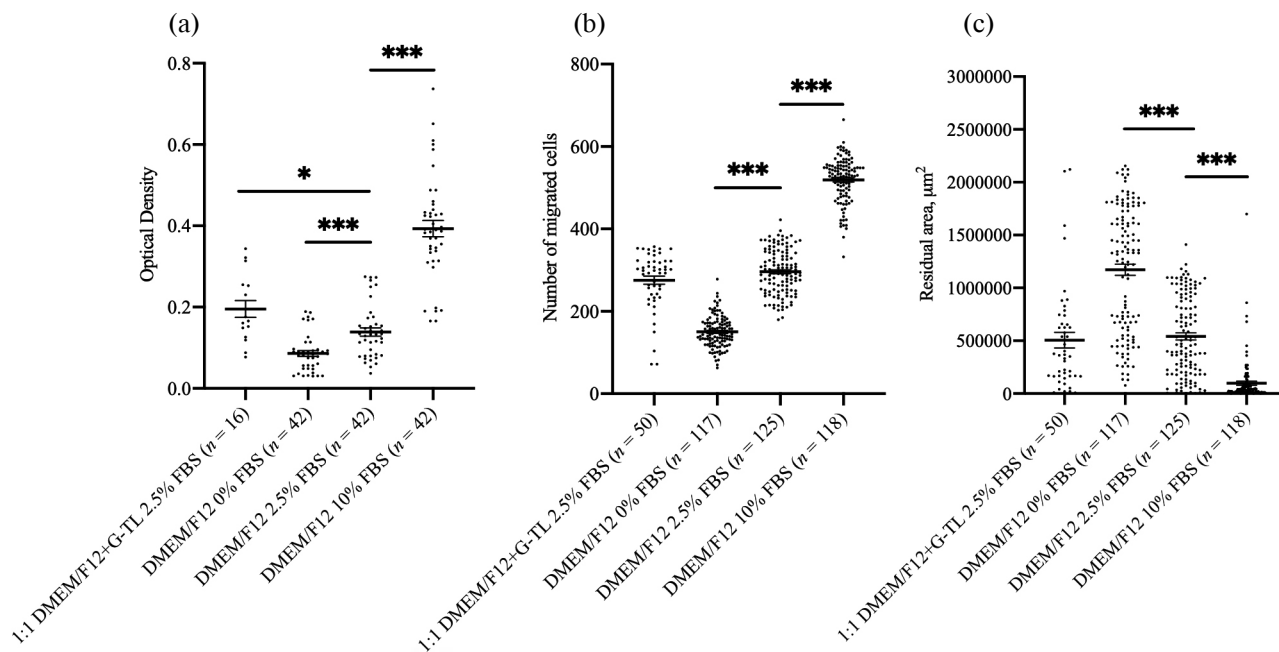 (a)
0.8
0.6
0.4
0.2
0.0
Optical Density
***
*
***
1:1 DMEM/F12+G-TL 2.5% FBS (n = 16)
DMEM/F12 0% FBS (n = 42)
DMEM/F12 2.5% FBS (n = 42)
DMEM/F12 10% FBS (n = 42)
(b)
800
600
400
200
0
Number of migrated cells
***
***
1:1 DMEM/F12+G-TL 2.5% FBS (n = 50)
DMEM/F12 0% FBS (n = 117)
DMEM/F12 2.5% FBS (n = 125)
DMEM/F12 10% FBS (n = 118)
(c)
3000000
2500000
2000000
1500000
1000000
500000
0
Residual area, μm²
***
***
1:1 DMEM/F12+G-TL 2.5% FBS (n = 50)
DMEM/F12 0% FBS (n = 117)
DMEM/F12 2.5% FBS (n = 125)
DMEM/F12 10% FBS (n = 118)